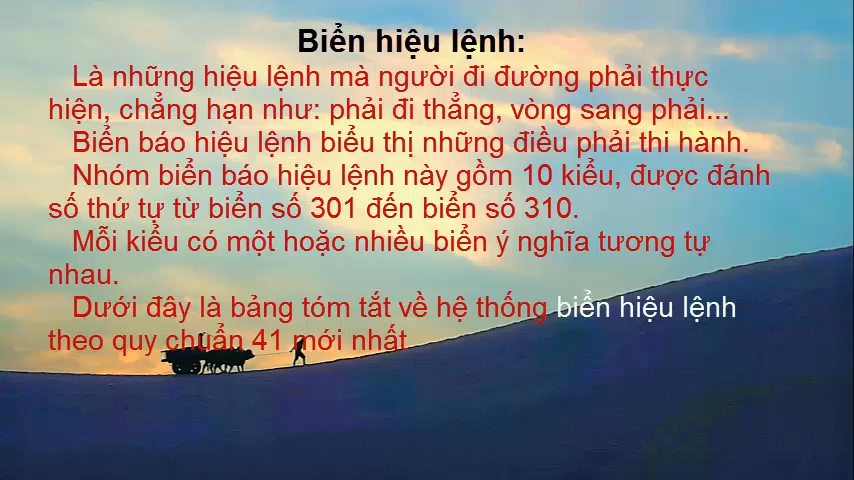 Biển hiệu lệnh:
Là những hiệu lệnh mà người đi đường phải thực
hiện, chẳng hạn như: phải đi thẳng, vòng sang phải...
Biển báo hiệu lệnh biểu thị những điều phải thi hành.
Nhóm biển báo hiệu lệnh này gồm 10 kiểu, được đánh
số thứ tự từ biển số 301 đến biển số 310.
Mỗi kiểu có một hoặc nhiều biển ý nghĩa tương tự
nhau.
Dưới đây là bảng tóm tắt về hệ thống biển hiệu lệnh
theo quy chuẩn 41 mới nhất